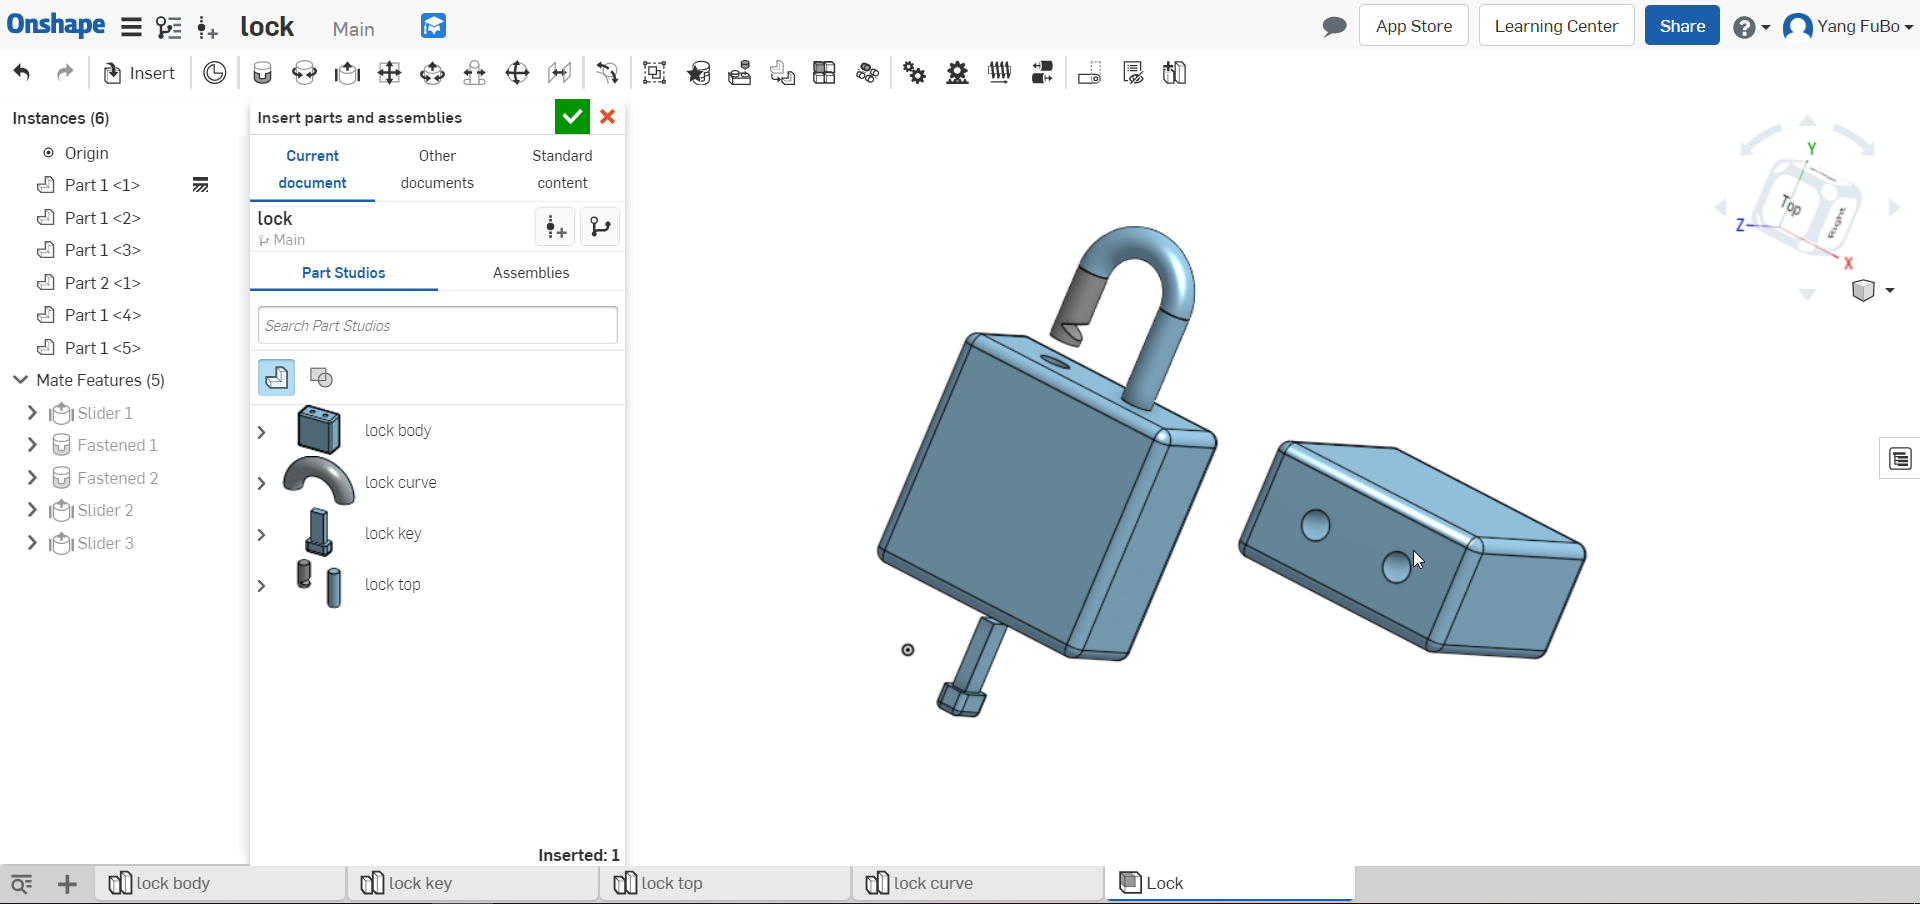 Onshape lock Main App Store Learning Center Share Yang FuBo
Insert
Instances (6)
Origin
Part 1 <1>
Part 1 <2>
Part 1 <3>
Part 2 <1>
Part 1 <4>
Part 1 <5>
Mate Features (5)
Slider 1
Fastened 1
Fastened 2
Slider 2
Slider 3
Insert parts and assemblies
Current document
Other documents
Standard content
lock
Main
Part Studios Assemblies
Search Part Studios
lock body
lock curve
lock key
lock top
Inserted: 1
Y
Top
Right
Z
X
lock body lock key lock top lock curve Lock